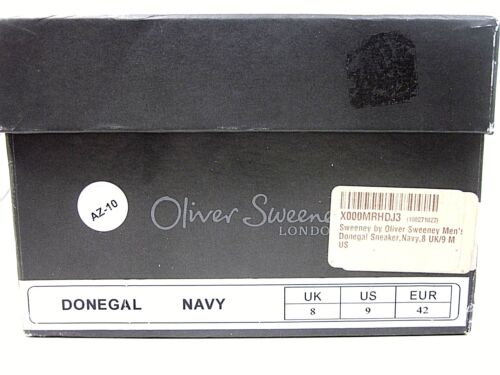 AZ-10
Oliver Sweene
LONDO
X000MRHDJ3 (100271022)
Sweeney by Oliver Sweeney Men's
Donegal Sneaker,Navy,8 UK/9 M
US
DONEGAL NAVY
UK US EUR
8 9 42